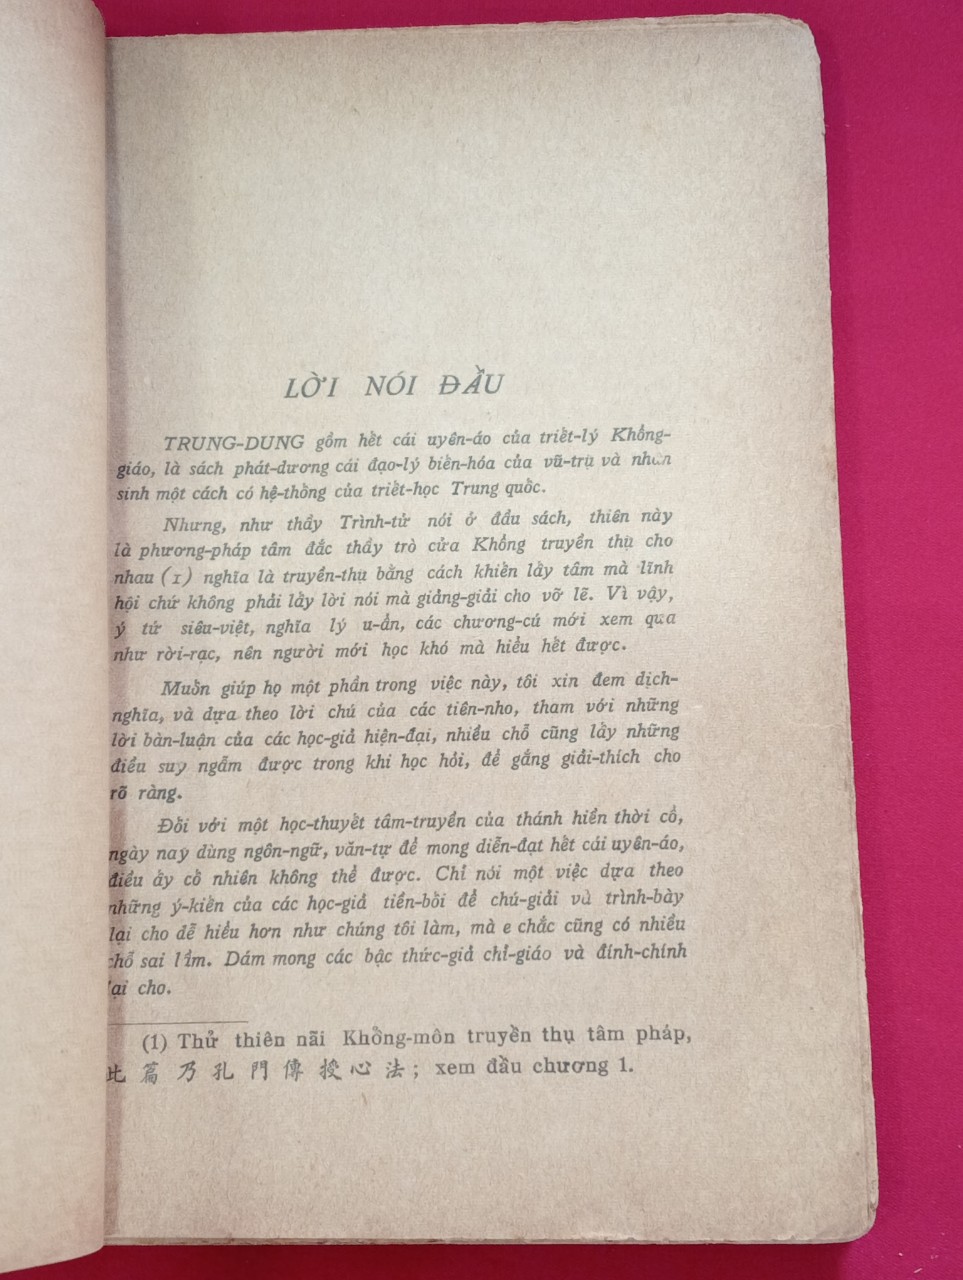 LỜI NÓI ĐẦU
TRUNG-DUNG gồm hết cái uyên-áo của triết-lý Khổng-
giáo, là sách phát-dương cái đạo-lý biến-hóa của vũ-trụ và nhân
sinh một cách có hệ-thống của triết-học Trung quốc.
Nhưng, như thầy Trình-tử nói ở đầu sách, thiên này
là phương-pháp tâm đắc thầy trò cửa Khổng truyền thụ cho
nhau (1) nghĩa là truyền-thụ bằng cách khiến lấy tâm mà lĩnh
hội chứ không phải lấy lời nói mà giảng-giải cho vỡ lẽ. Vì vậy,
ý tứ siêu-việt, nghĩa lý u-ẩn, các chương-cú mới xem qua
như rời-rạc, nên người mới học khó mà hiểu hết được.
Muốn giúp họ một phần trong việc này, tôi xin đem dịch-
nghĩa, và dựa theo lời chú của các tiên-nho, tham với những
lời bàn-luận của các học-giả hiện-đại, nhiều chỗ cũng lấy những
điều suy ngẫm được trong khi học hỏi, để gắng giải-thích cho
rõ ràng.
Đối với một học-thuyết tâm-truyền của thánh hiền thời cổ,
ngày nay dùng ngôn-ngữ, văn-tự để mong diễn-đạt hết cái uyên-áo,
điều ấy cố nhiên không thể được. Chỉ nói một việc dựa theo
những ý-kiến của các học-giả tiền-bối để chú-giải và trình-bày
lại cho dễ hiểu hơn như chúng tôi làm, mà e chắc cũng có nhiều
chỗ sai lầm. Dám mong các bậc thức-giả chỉ-giáo và đính-chính
lại cho.
(1) Thử thiên nãi Khổng-môn truyền thụ tâm pháp,
此 篇 乃 孔 門 傳 授 心 法; xem đầu chương 1.